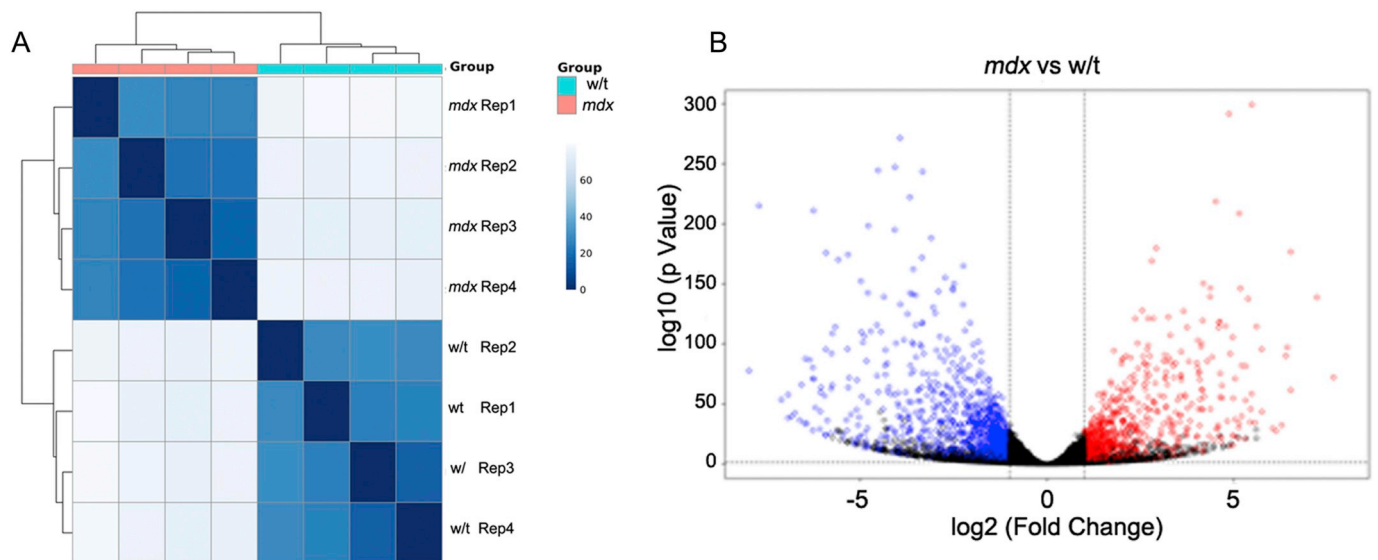 A
Group
mdx Rep1
mdx Rep2
mdx Rep3
mdx Rep4
w/t Rep2
wt Rep1
w/ Rep3
w/t Rep4
Group
w/t
mdx
60
40
20
0
B
mdx vs w/t
log10 (p Value)
300
250
200
150
100
50
0
-5 0 5
log2 (Fold Change)